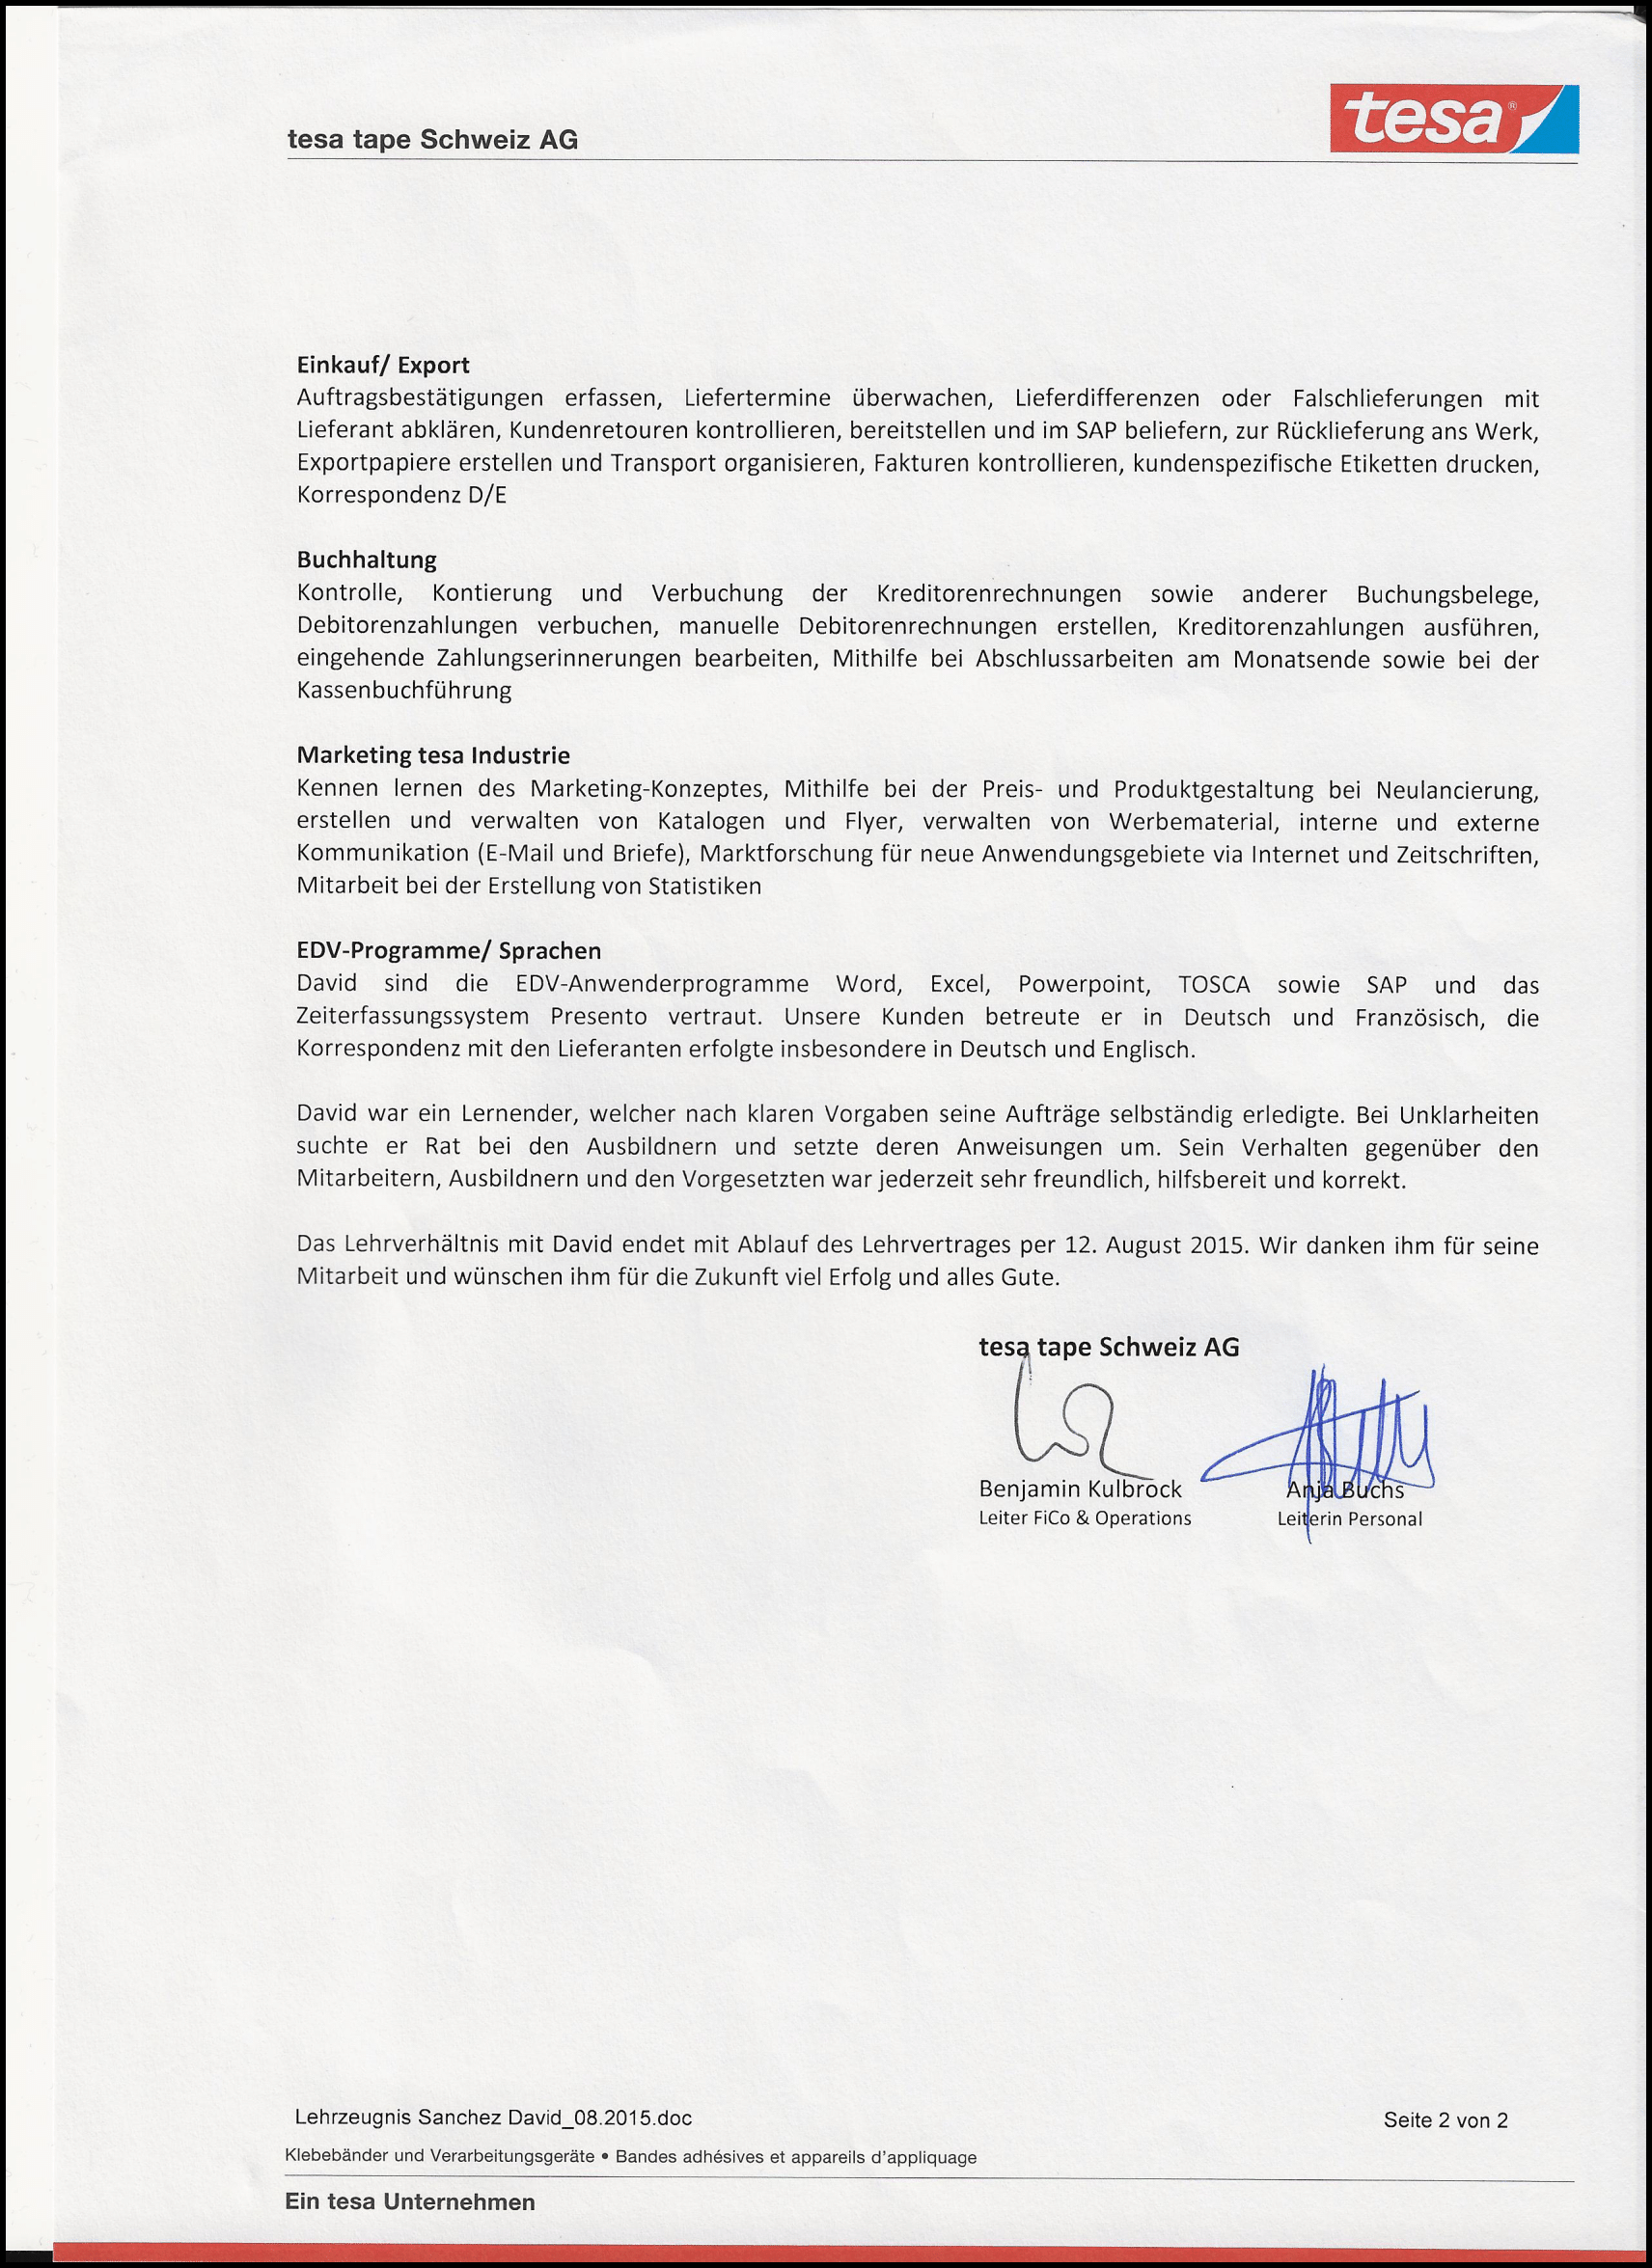 tesa tape Schweiz AG
tesa®
Einkauf/ Export
Auftragsbestätigungen erfassen, Liefertermine überwachen, Lieferdifferenzen oder Falschlieferungen mit
Lieferant abklären, Kundenretouren kontrollieren, bereitstellen und im SAP beliefern, zur Rücklieferung ans Werk,
Exportpapiere erstellen und Transport organisieren, Fakturen kontrollieren, kundenspezifische Etiketten drucken,
Korrespondenz D/E
Buchhaltung
Kontrolle, Kontierung und Verbuchung der Kreditorenrechnungen sowie anderer Buchungsbelege,
Debitorenzahlungen verbuchen, manuelle Debitorenrechnungen erstellen, Kreditorenzahlungen ausführen,
eingehende Zahlungserinnerungen bearbeiten, Mithilfe bei Abschlussarbeiten am Monatsende sowie bei der
Kassenbuchführung
Marketing tesa Industrie
Kennen lernen des Marketing-Konzeptes, Mithilfe bei der Preis- und Produktgestaltung bei Neulancierung,
erstellen und verwalten von Katalogen und Flyer, verwalten von Werbematerial, interne und externe
Kommunikation (E-Mail und Briefe), Marktforschung für neue Anwendungsgebiete via Internet und Zeitschriften,
Mitarbeit bei der Erstellung von Statistiken
EDV-Programme/ Sprachen
David sind die EDV-Anwenderprogramme Word, Excel, Powerpoint, TOSCA sowie SAP und das
Zeiterfassungssystem Presento vertraut. Unsere Kunden betreute er in Deutsch und Französisch, die
Korrespondenz mit den Lieferanten erfolgte insbesondere in Deutsch und Englisch.
David war ein Lernender, welcher nach klaren Vorgaben seine Aufträge selbständig erledigte. Bei Unklarheiten
suchte er Rat bei den Ausbildnern und setzte deren Anweisungen um. Sein Verhalten gegenüber den
Mitarbeitern, Ausbildnern und den Vorgesetzten war jederzeit sehr freundlich, hilfsbereit und korrekt.
Das Lehrverhältnis mit David endet mit Ablauf des Lehrvertrages per 12. August 2015. Wir danken ihm für seine
Mitarbeit und wünschen ihm für die Zukunft viel Erfolg und alles Gute.
tesa tape Schweiz AG
Benjamin Kulbrock Anja Buchs
Leiter FiCo & Operations Leiterin Personal
Lehrzeugnis Sanchez David_08.2015.doc Seite 2 von 2
Klebebänder und Verarbeitungsgeräte • Bandes adhésives et appareils d'appliquage
Ein tesa Unternehmen